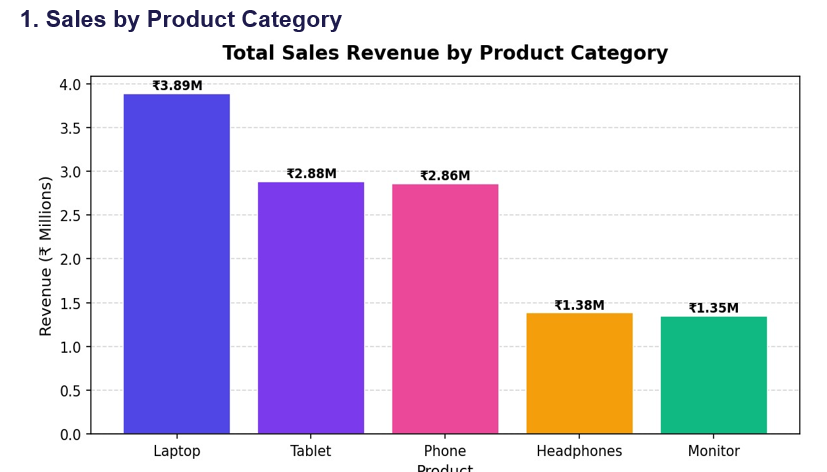 1. Sales by Product Category
Total Sales Revenue by Product Category
₹3.89M
₹2.88M
₹2.86M
₹1.38M
₹1.35M
4.0
3.5
3.0
2.5
2.0
1.5
1.0
0.5
0.0
Revenue (₹ Millions)
Laptop Tablet Phone Headphones Monitor
Product